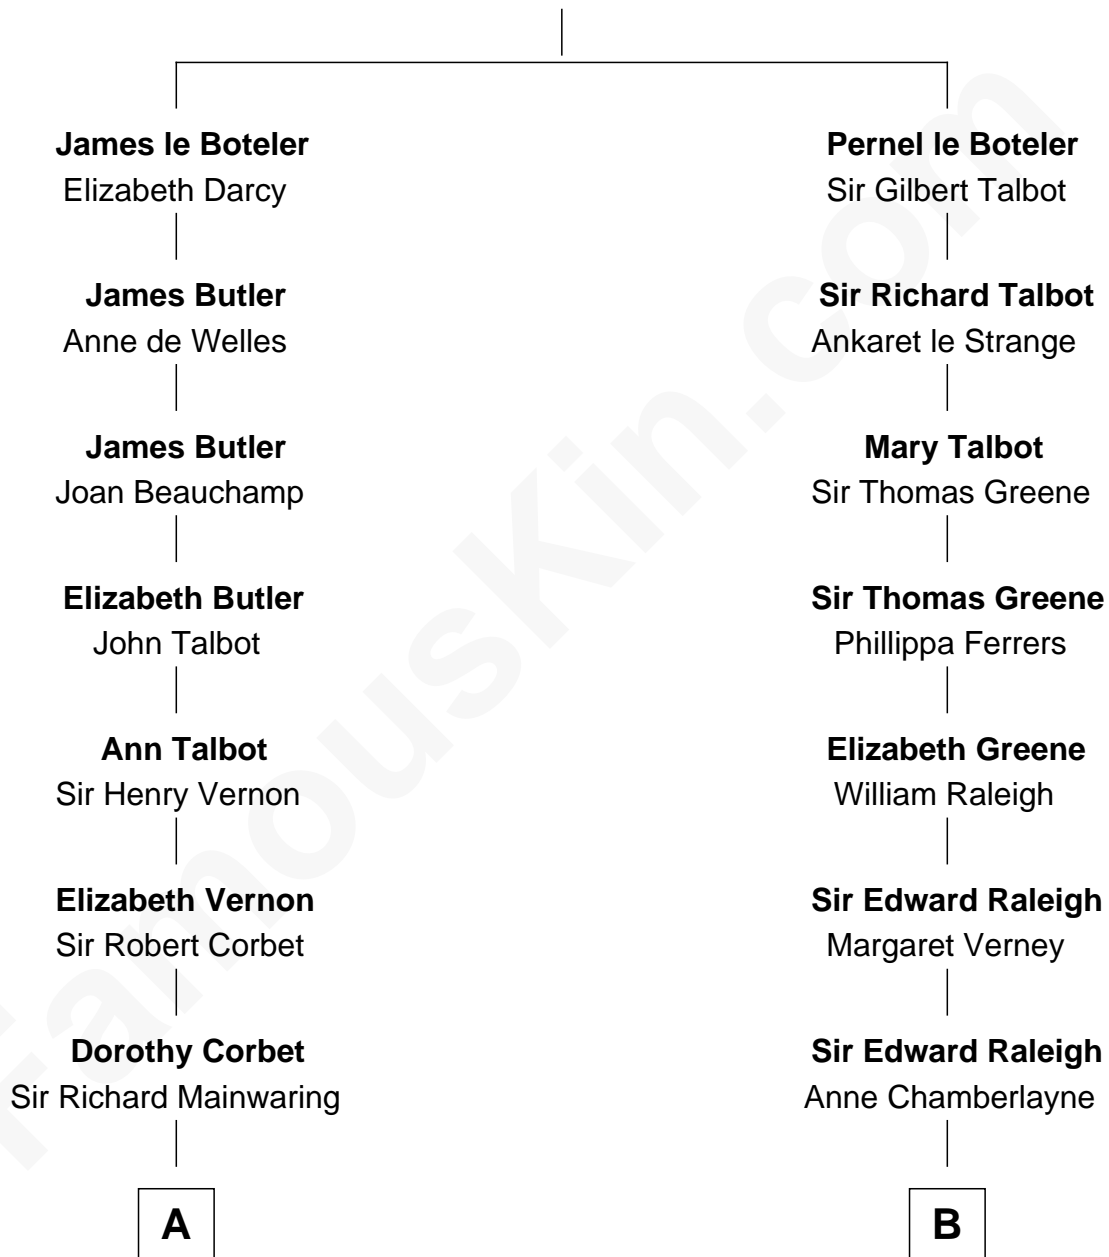 James le Boteler
Elizabeth Darcy
James Butler
Anne de Welles
James Butler
Joan Beauchamp
Elizabeth Butler
John Talbot
Ann Talbot
Sir Henry Vernon
Elizabeth Vernon
Sir Robert Corbet
Dorothy Corbet
Sir Richard Mainwaring
A
Pernel le Boteler
Sir Gilbert Talbot
Sir Richard Talbot
Ankaret le Strange
Mary Talbot
Sir Thomas Greene
Sir Thomas Greene
Phillippa Ferrers
Elizabeth Greene
William Raleigh
Sir Edward Raleigh
Margaret Verney
Sir Edward Raleigh
Anne Chamberlayne
B
FamousKin.com